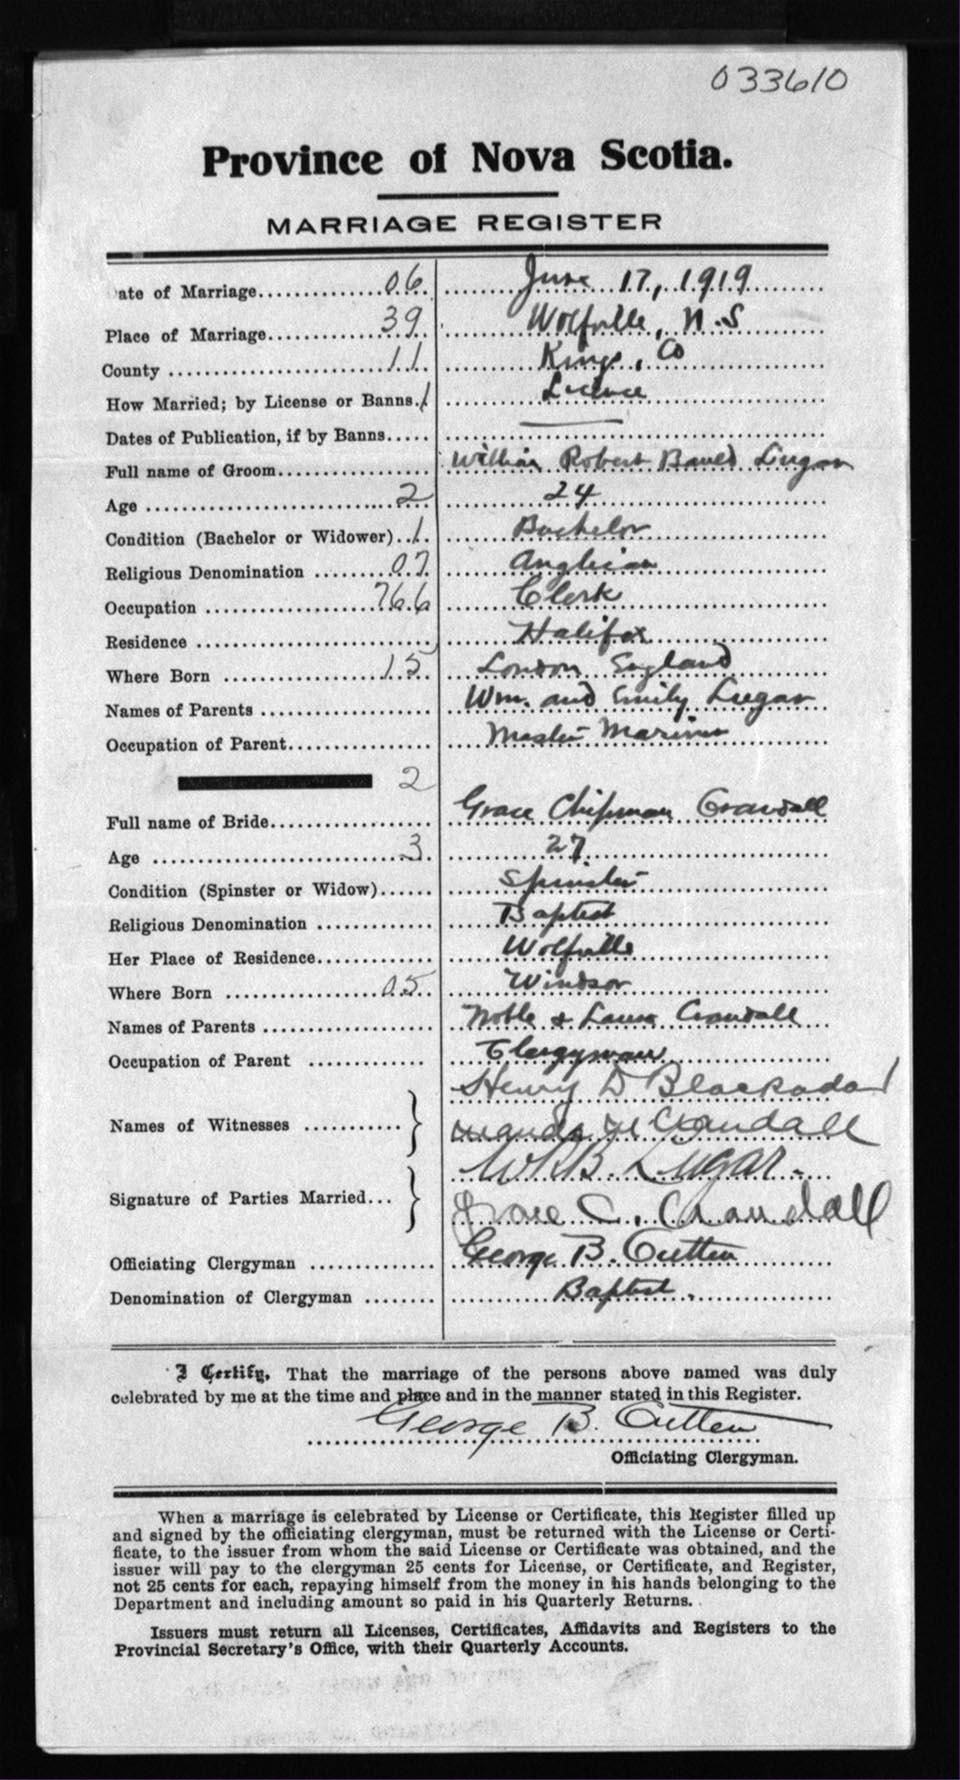 033610
Province of Nova Scotia.
MARRIAGE REGISTER
ate of Marriage 06 June 17, 1919
Place of Marriage 39 Wolfville, N.S
County 11 Kings, Co
How Married; by License or Banns. 1 Licence
Dates of Publication, if by Banns
Full name of Groom William Robert Lugar
Age 2 24
Condition (Bachelor or Widower) 1. Bachelor
Religious Denomination 07 Anglican
Occupation 766 Clerk
Residence Halifax
Where Born 15 London England
Names of Parents Wm. and Emily Lugar
Occupation of Parent Master Mariner
2
Full name of Bride Grace Chipman Crandall
Age 3 27
Condition (Spinster or Widow) Spinster
Religious Denomination Baptist
Her Place of Residence Wolfville
Where Born 05 Windsor
Names of Parents Noble & Laura Crandall
Occupation of Parent Clergyman
Henry D Blackadar
Names of Witnesses } Crandall
W.R.B. Lugar.
Signature of Parties Married... }
Grace C. Crandall
Officiating Clergyman George B. Cutten
Denomination of Clergyman Baptist.
I Certify, That the marriage of the persons above named was duly
celebrated by me at the time and place and in the manner stated in this Register.
George B. Cutten
Officiating Clergyman.
When a marriage is celebrated by License or Certificate, this Register filled up
and signed by the officiating clergyman, must be returned with the License or Certi-
ficate, to the issuer from whom the said License or Certificate was obtained, and the
issuer will pay to the clergyman 25 cents for License, or Certificate, and Register,
not 25 cents for each, repaying himself from the money in his hands belonging to the
Department and including amount so paid in his Quarterly Returns.
Issuers must return all Licenses, Certificates, Affidavits and Registers to the
Provincial Secretary's Office, with their Quarterly Accounts.